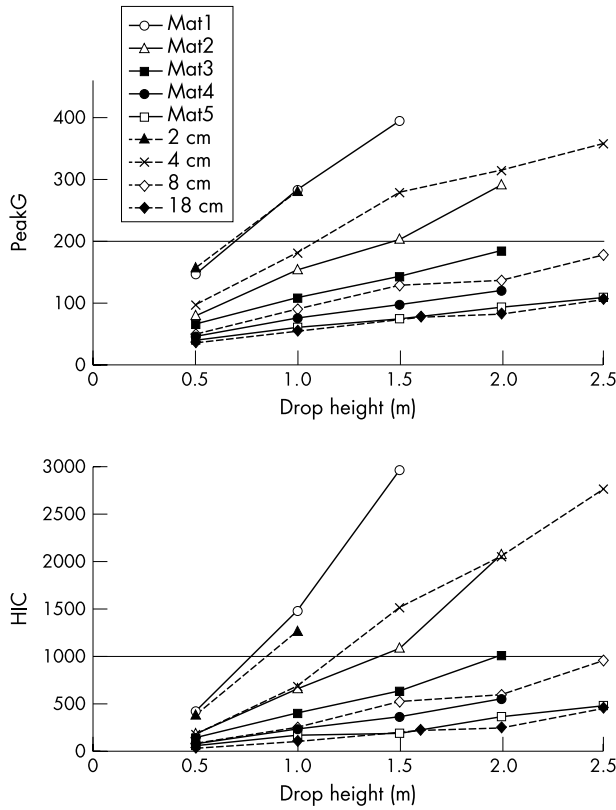 Mat1
Mat2
Mat3
Mat4
Mat5
2 cm
4 cm
8 cm
18 cm
400
300
200
100
0
PeakG
0 0.5 1.0 1.5 2.0 2.5
Drop height (m)
3000
2500
2000
1500
1000
500
0
HIC
0 0.5 1.0 1.5 2.0 2.5
Drop height (m)